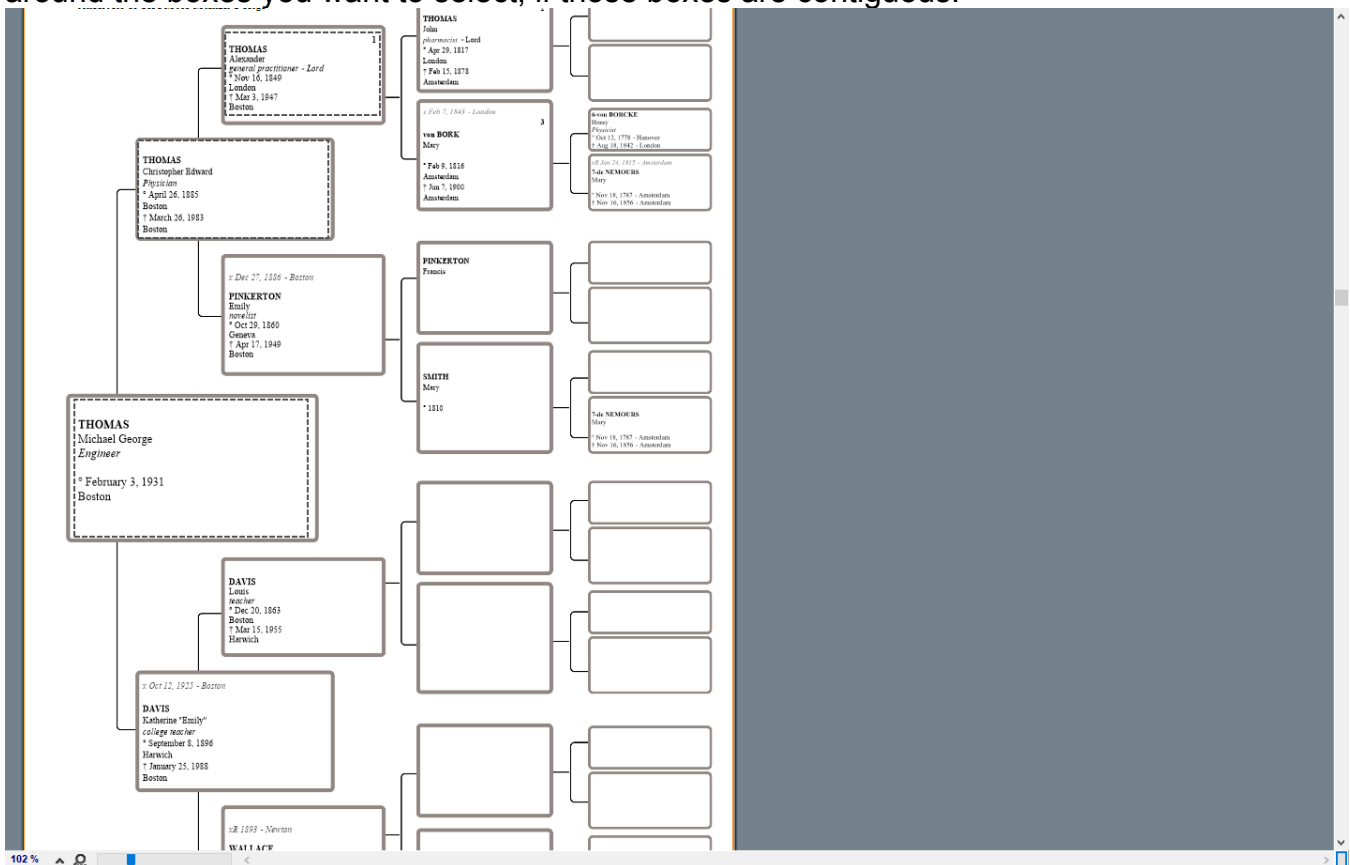 around the boxes you want to select, if these boxes are contiguous.
1
THOMAS
Alexander
general practitioner - Lord
° Nov 16, 1849
London
† Mar 3, 1947
Boston
THOMAS
John
pharmacist - Lord
° Apr 29, 1817
London
† Feb 15, 1878
Amsterdam
x Feb 7, 1843 - London
3
von BORK
Mary
° Feb 9, 1816
Amsterdam
† Jun 7, 1900
Amsterdam
6-von BORCKE
Henry
Physicist
° Oct 12, 1778 - Hanover
† Aug 18, 1842 - London
xR Jan 24, 1815 - Amsterdam
7-de NEMOURS
Mary
° Nov 18, 1787 - Amsterdam
† Nov 16, 1856 - Amsterdam
THOMAS
Christopher Edward
Physician
° April 26, 1885
Boston
† March 26, 1983
Boston
x Dec 27, 1886 - Boston
PINKERTON
Emily
novelist
° Oct 29, 1860
Geneva
† Apr 17, 1949
Boston
PINKERTON
Francis
SMITH
Mary
° 1810
7-de NEMOURS
Mary
° Nov 18, 1787 - Amsterdam
† Nov 16, 1856 - Amsterdam
THOMAS
Michael George
Engineer
° February 3, 1931
Boston
DAVIS
Louis
teacher
° Dec 20, 1863
Boston
† Mar 15, 1955
Harwich
x Oct 12, 1925 - Boston
DAVIS
Katherine "Emily"
college teacher
° September 8, 1896
Harwich
† January 25, 1988
Boston
xR 1893 - Newton
WALLACE
102 %